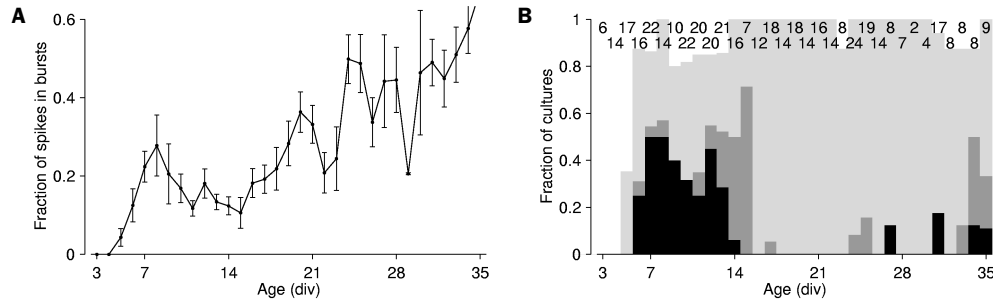 A
Fraction of spikes in bursts
0.6
0.4
0.2
0
3 7 14 21 28 35
Age (div)
B
Fraction of cultures
1
0.8
0.6
0.4
0.2
0
6 17 22 10 20 21 7 18 18 22 8 19 8 2 17 8 9
14 16 14 22 20 16 12 14 14 14 24 14 7 4 8 8
3 7 14 21 28 35
Age (div)